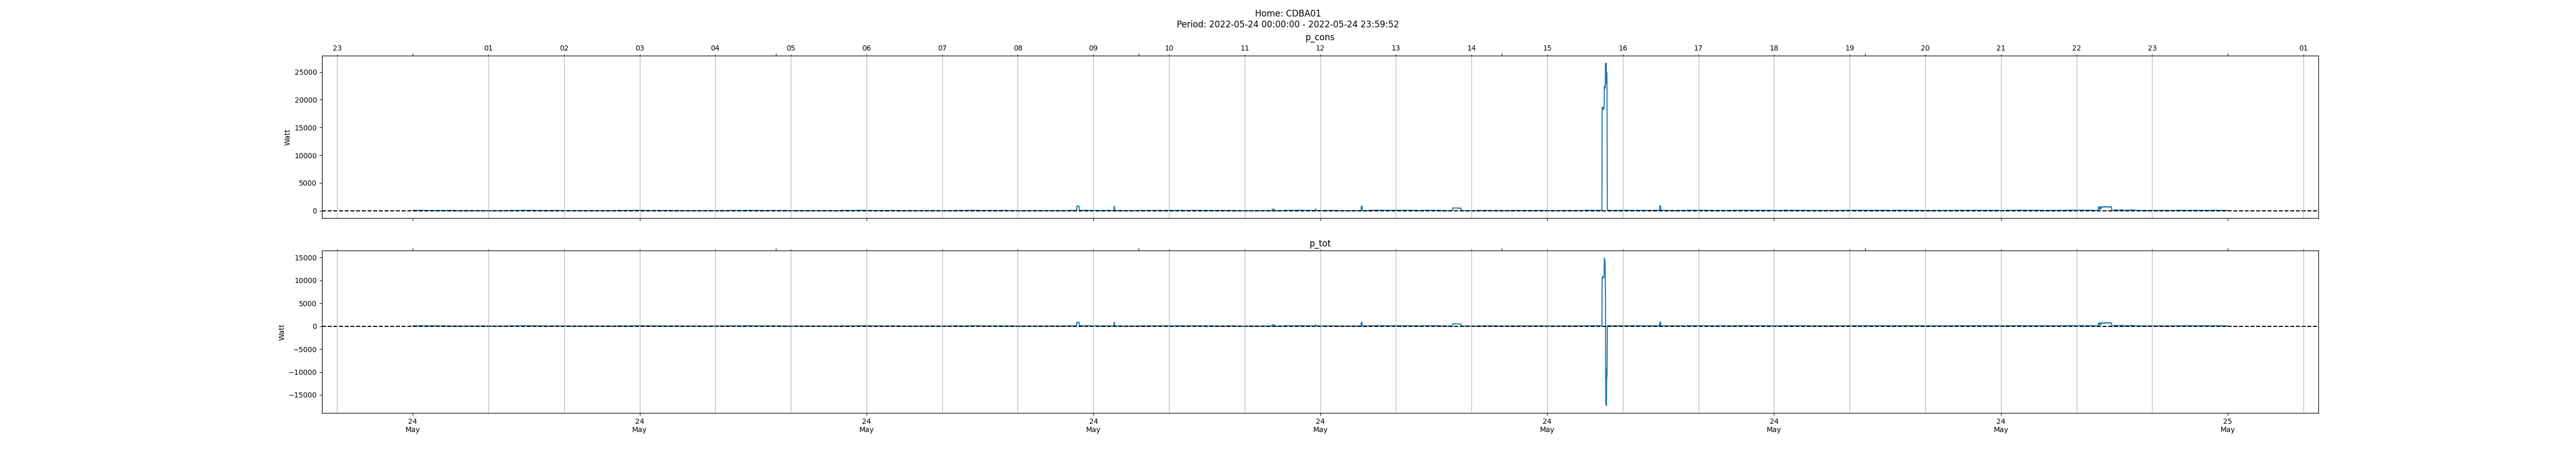 Home: CDBA01
Period: 2022-05-24 00:00:00 - 2022-05-24 23:59:52
p_cons
23 01 02 03 04 05 06 07 08 09 10 11 12 13 14 15 16 17 18 19 20 21 22 23 01
25000
20000
15000
10000
5000
0
Watt
p_tot
15000
10000
5000
0
−5000
−10000
−15000
Watt
24 24 24 24 24 24 24 24 25
May May May May May May May May May